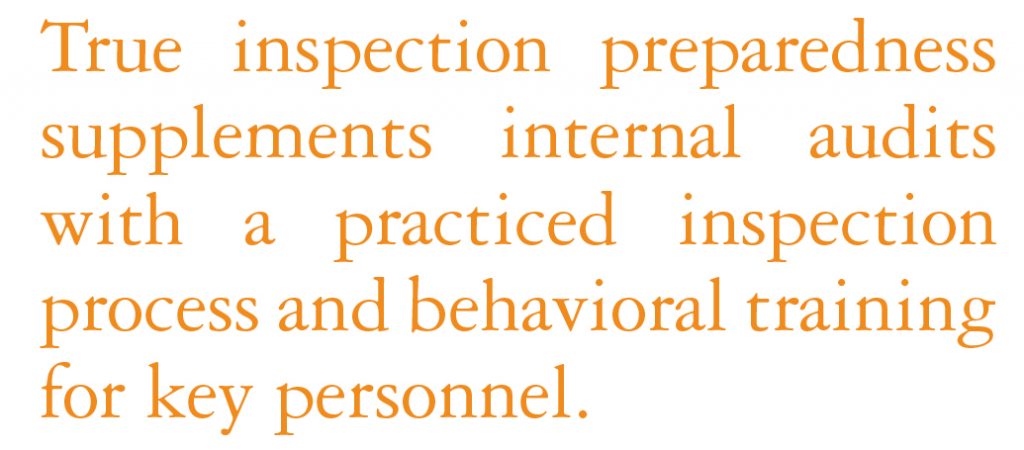 True inspection preparedness
supplements internal audits
with a practiced inspection
process and behavioral training
for key personnel.